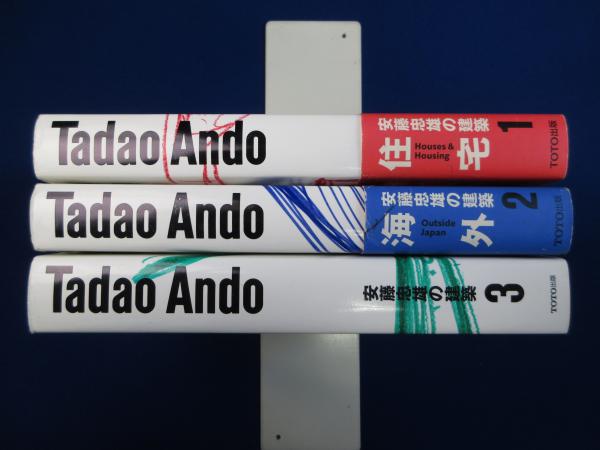 Tadao Ando
安藤忠雄の建築 1
住宅
Houses &
Housing
TOTO出版
Tadao Ando
安藤忠雄の建築 2
海外
Outside
Japan
TOTO出版
Tadao Ando
安藤忠雄の建築 3
TOTO出版